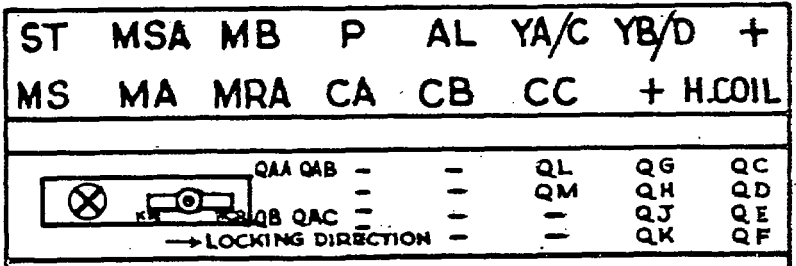 ST MSA MB P AL YA/C YB/D +
MS MA MRA CA CB CC + H.COIL
QAA QAB - - QL QG QC
- - QM QH QD
QB QAC - - - QJ QE
→ LOCKING DIRECTION - - - QK QF